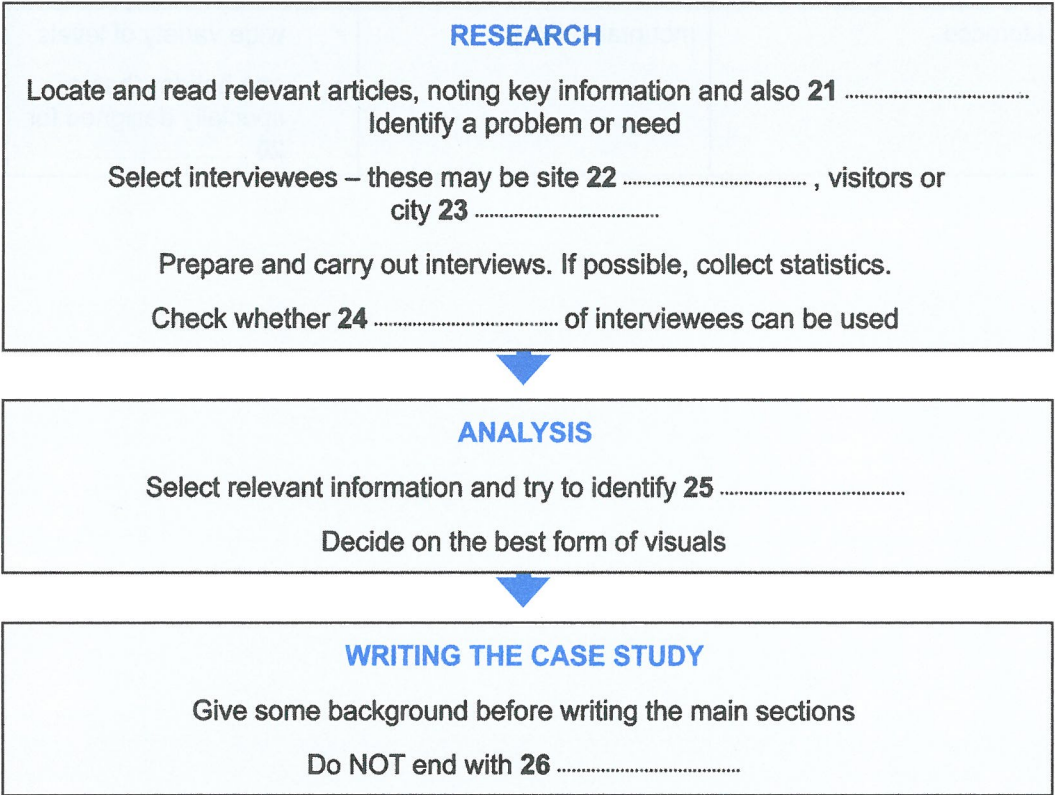 RESEARCH
Locate and read relevant articles, noting key information and also 21 ....................................
Identify a problem or need
Select interviewees – these may be site 22 .................................... , visitors or
city 23 ....................................
Prepare and carry out interviews. If possible, collect statistics.
Check whether 24 .................................... of interviewees can be used
ANALYSIS
Select relevant information and try to identify 25 ....................................
Decide on the best form of visuals
WRITING THE CASE STUDY
Give some background before writing the main sections
Do NOT end with 26 ....................................